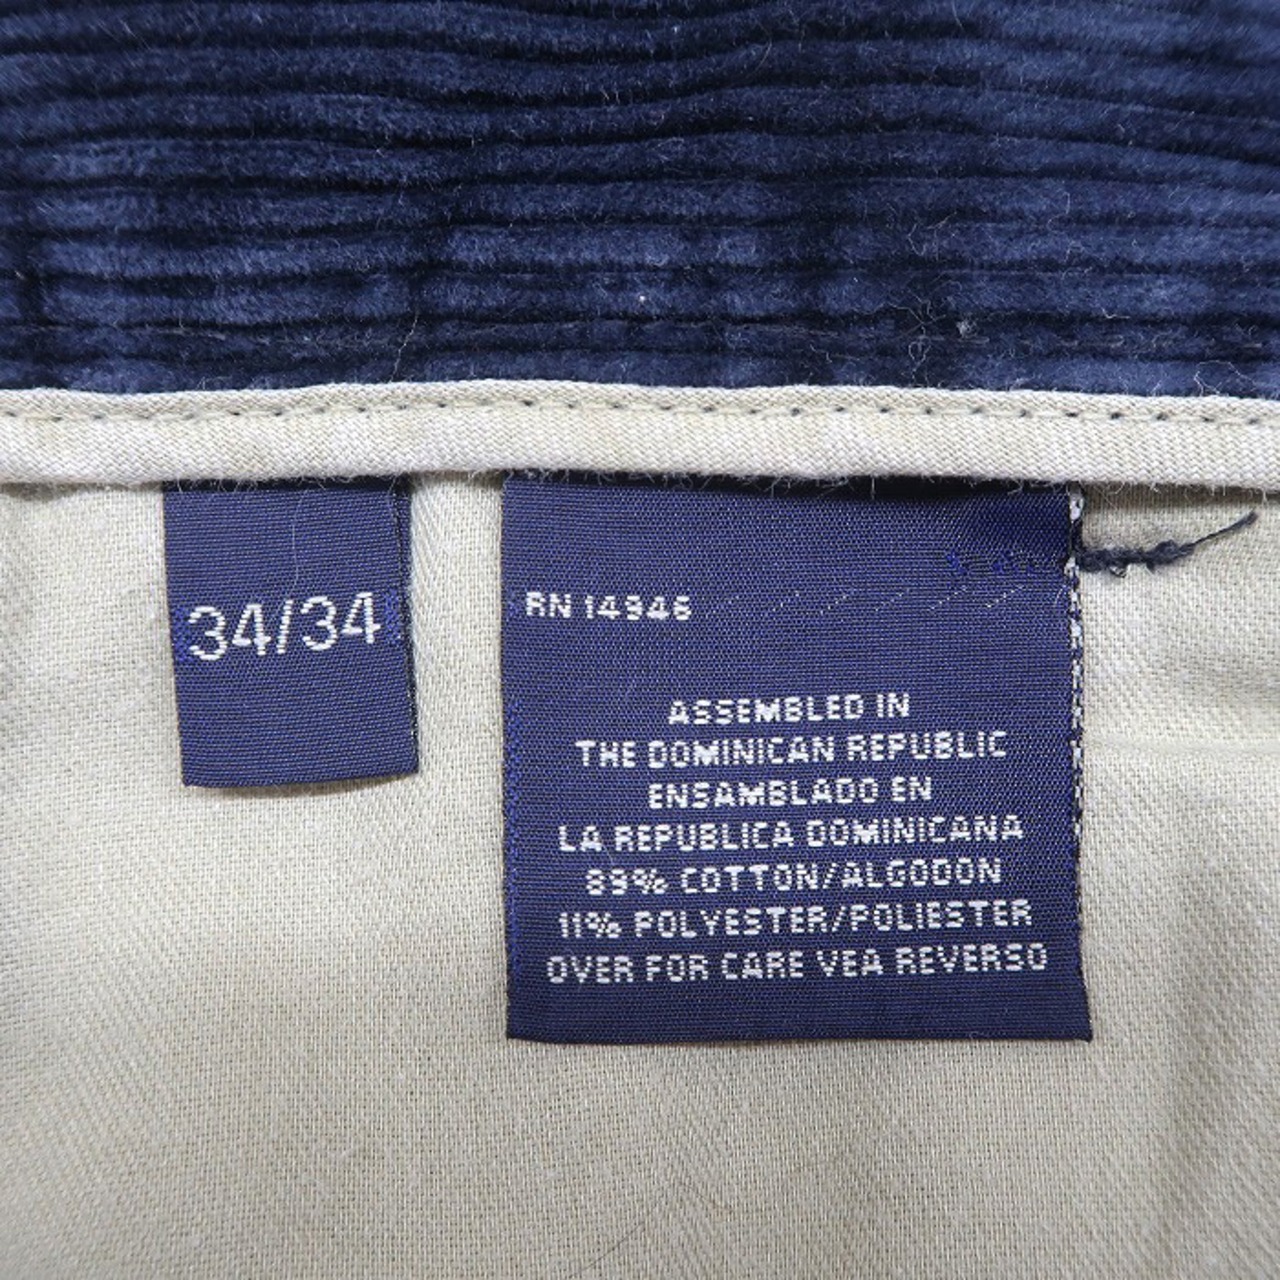 34/34
RN 14946
ASSEMBLED IN
THE DOMINICAN REPUBLIC
ENSAMBLADO EN
LA REPUBLICA DOMINICANA
89% COTTON/ALGODON
11% POLYESTER/POLIESTER
OVER FOR CARE VEA REVERSO